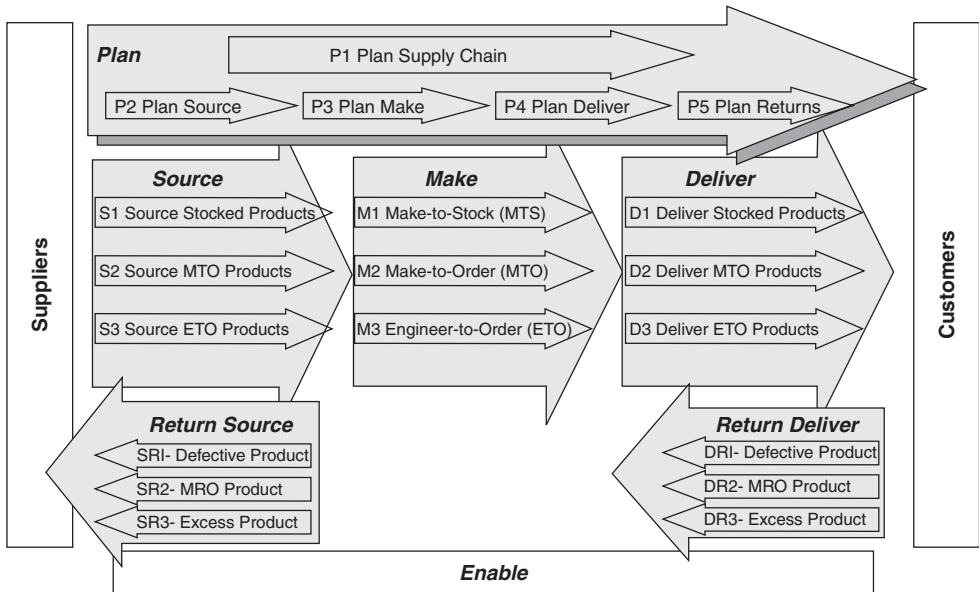 Plan
P1 Plan Supply Chain
P2 Plan Source
P3 Plan Make
P4 Plan Deliver
P5 Plan Returns
Suppliers
Customers
Source
S1 Source Stocked Products
S2 Source MTO Products
S3 Source ETO Products
Make
M1 Make-to-Stock (MTS)
M2 Make-to-Order (MTO)
M3 Engineer-to-Order (ETO)
Deliver
D1 Deliver Stocked Products
D2 Deliver MTO Products
D3 Deliver ETO Products
Return Source
SRI- Defective Product
SR2- MRO Product
SR3- Excess Product
Return Deliver
DRI- Defective Product
DR2- MRO Product
DR3- Excess Product
Enable